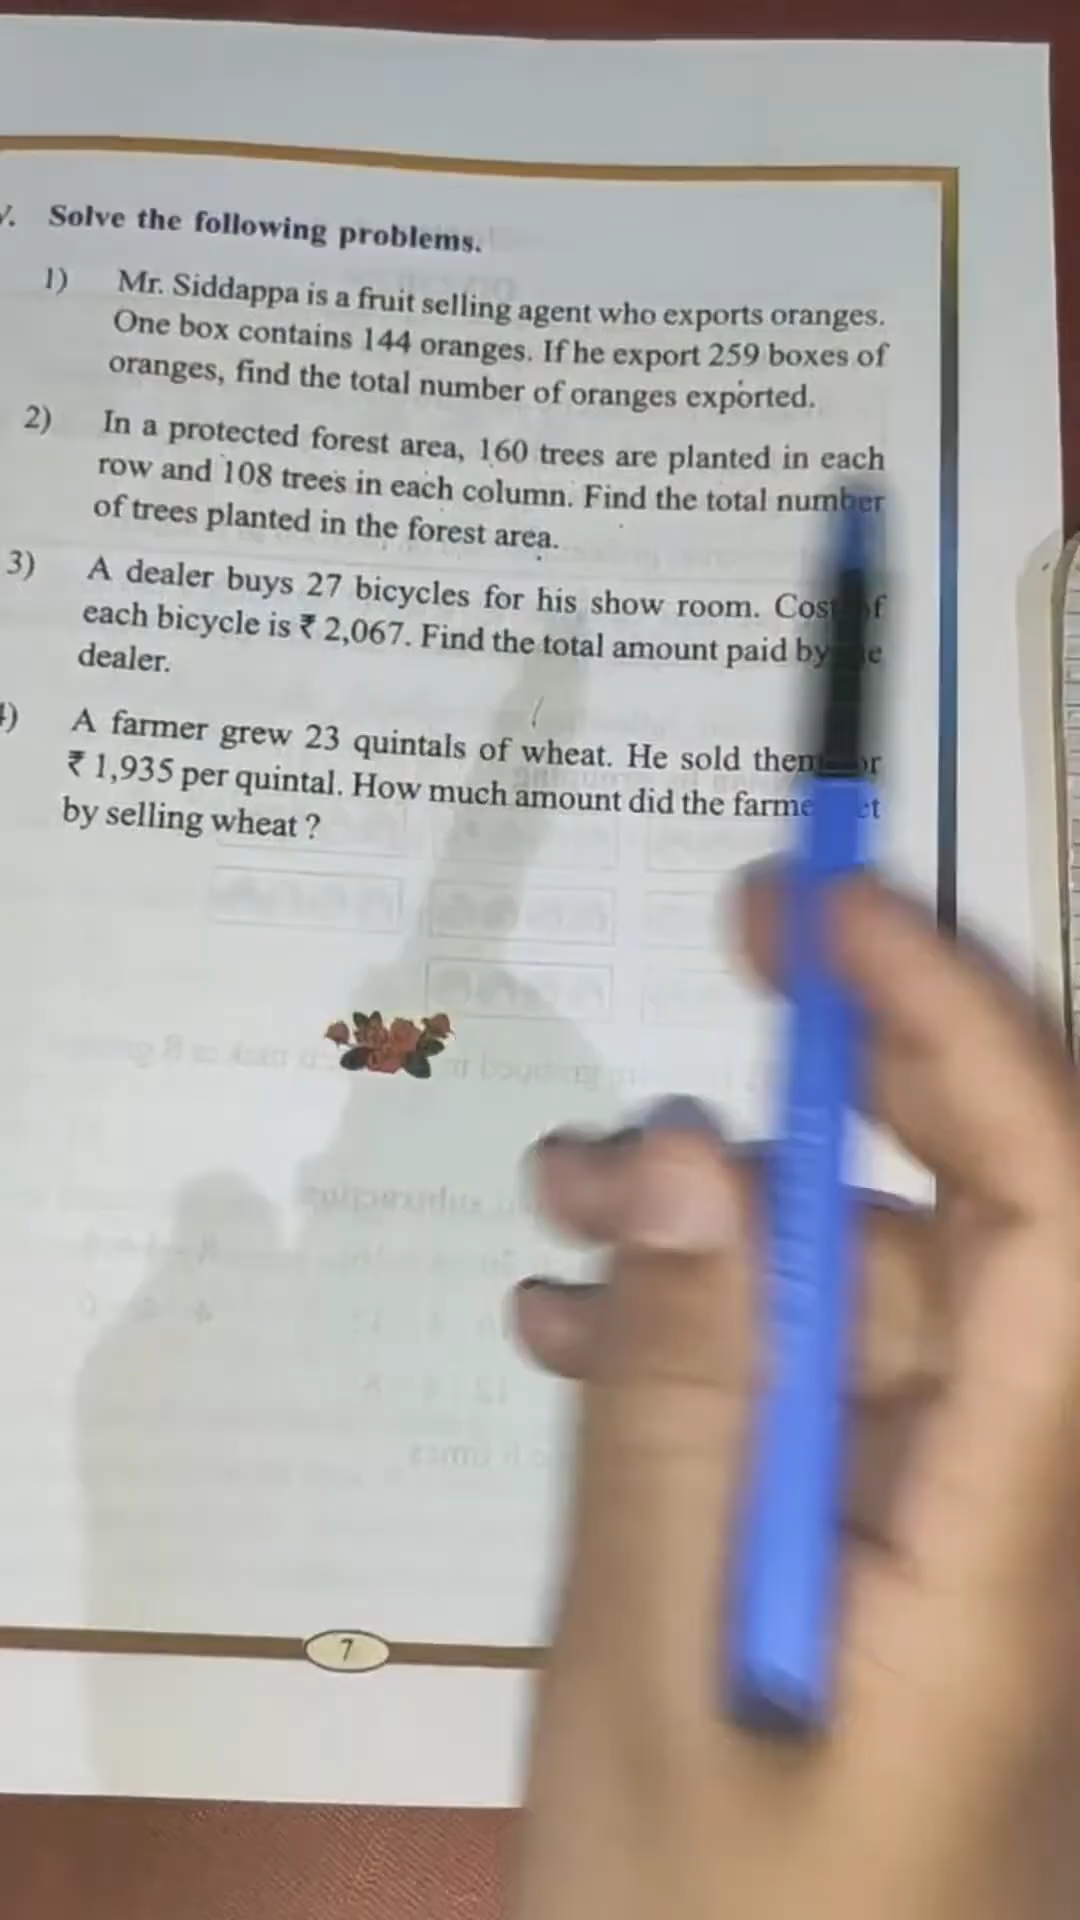 V. Solve the following problems.
1) Mr. Siddappa is a fruit selling agent who exports oranges.
One box contains 144 oranges. If he export 259 boxes of
oranges, find the total number of oranges exported.
2) In a protected forest area, 160 trees are planted in each
row and 108 trees in each column. Find the total number
of trees planted in the forest area.
3) A dealer buys 27 bicycles for his show room. Cost of
each bicycle is ₹ 2,067. Find the total amount paid by
dealer.
4) A farmer grew 23 quintals of wheat. He sold them
₹ 1,935 per quintal. How much amount did the farmer
by selling wheat ?
7